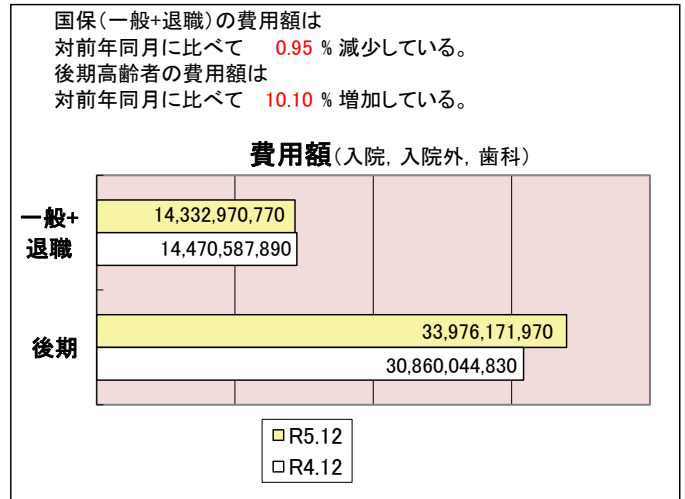 国保(一般+退職)の費用額は
対前年同月に比べて 0.95 % 減少している。
後期高齢者の費用額は
対前年同月に比べて 10.10 % 増加している。
費用額(入院, 入院外, 歯科)
一般+
退職
14,332,970,770
14,470,587,890
後期
33,976,171,970
30,860,044,830
R5.12
R4.12